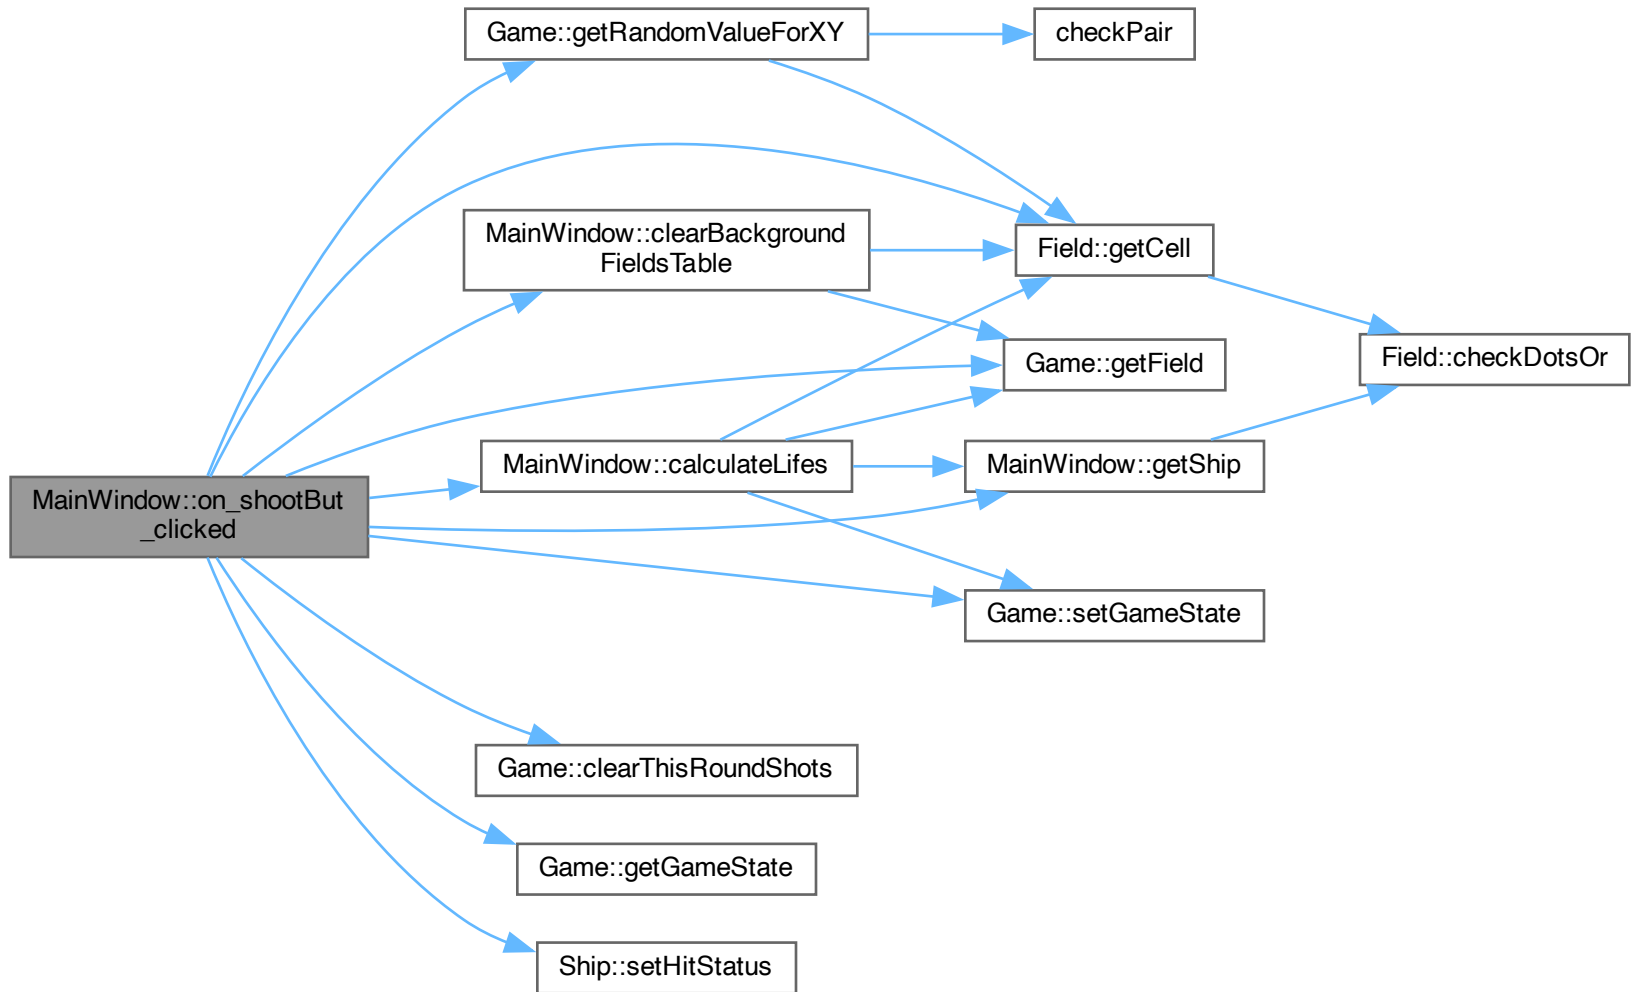 Game::getRandomValueForXY
checkPair
MainWindow::clearBackground
FieldsTable
Field::getCell
Game::getField
Field::checkDotsOr
MainWindow::calculateLifes
MainWindow::getShip
MainWindow::on_shootBut
_clicked
Game::setGameState
Game::clearThisRoundShots
Game::getGameState
Ship::setHitStatus